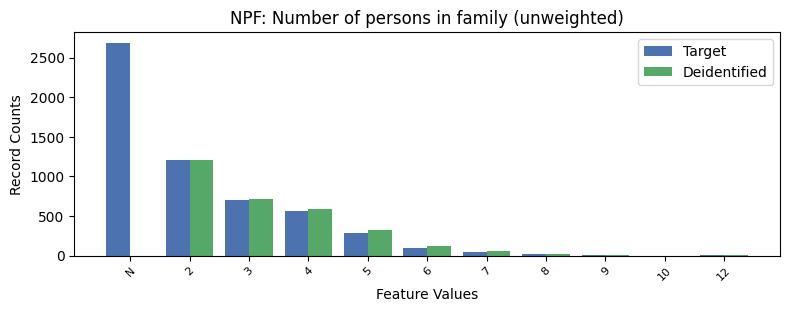 NPF: Number of persons in family (unweighted)
Target
Deidentified
Record Counts
2500
2000
1500
1000
500
0
N 2 3 4 5 6 7 8 9 10 12
Feature Values